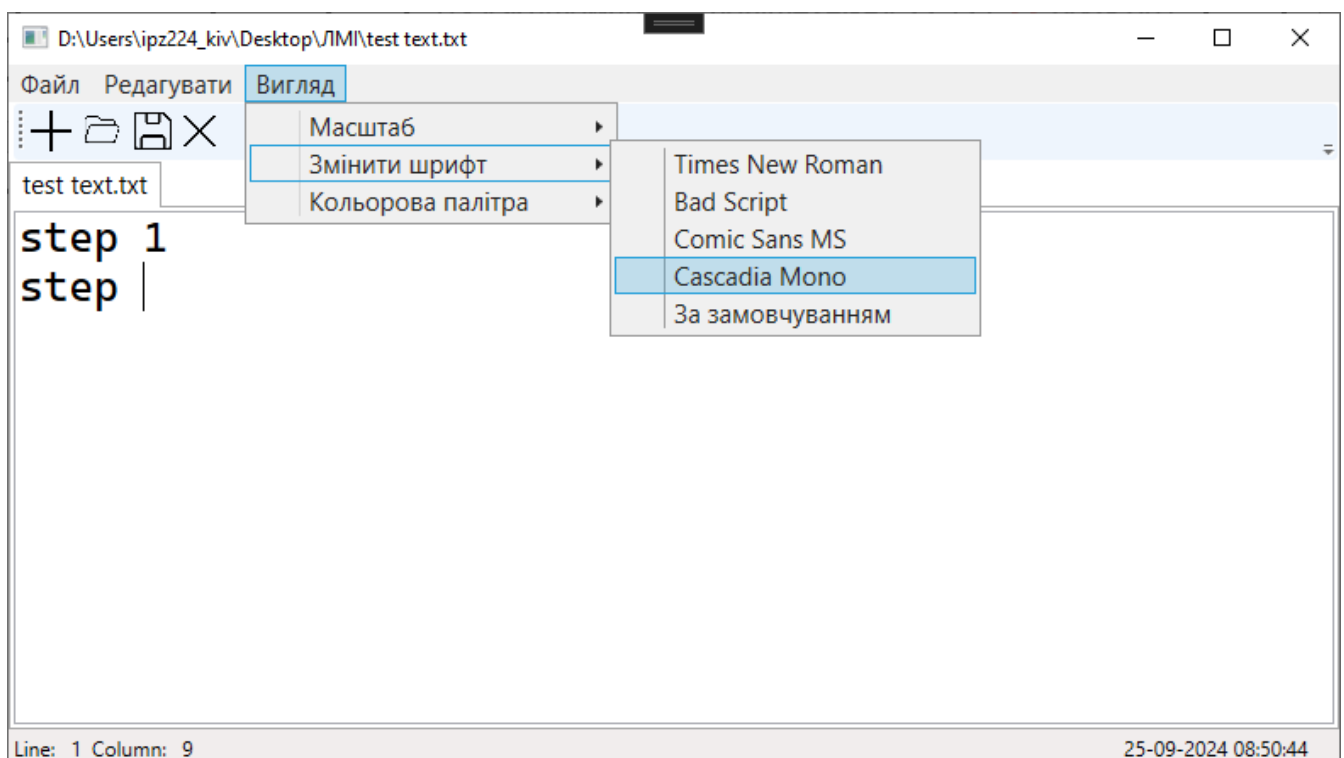 D:\Users\ipz224_kiv\Desktop\ЛМІ\test text.txt
Файл Редагувати Вигляд
Масштаб
Змінити шрифт
Кольорова палітра
Times New Roman
Bad Script
Comic Sans MS
Cascadia Mono
За замовчуванням
test text.txt
step 1
step
Line: 1 Column: 9
25-09-2024 08:50:44